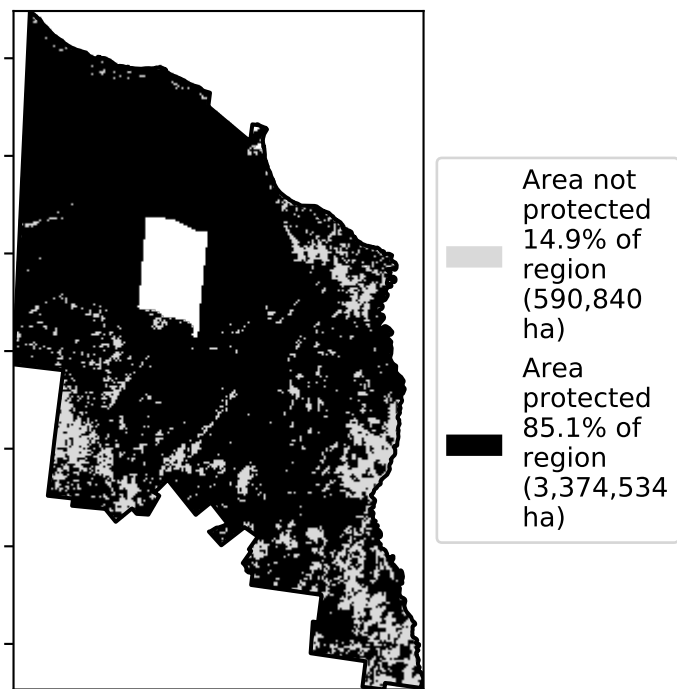 Area not
protected
14.9% of
region
(590,840
ha)
Area
protected
85.1% of
region
(3,374,534
ha)